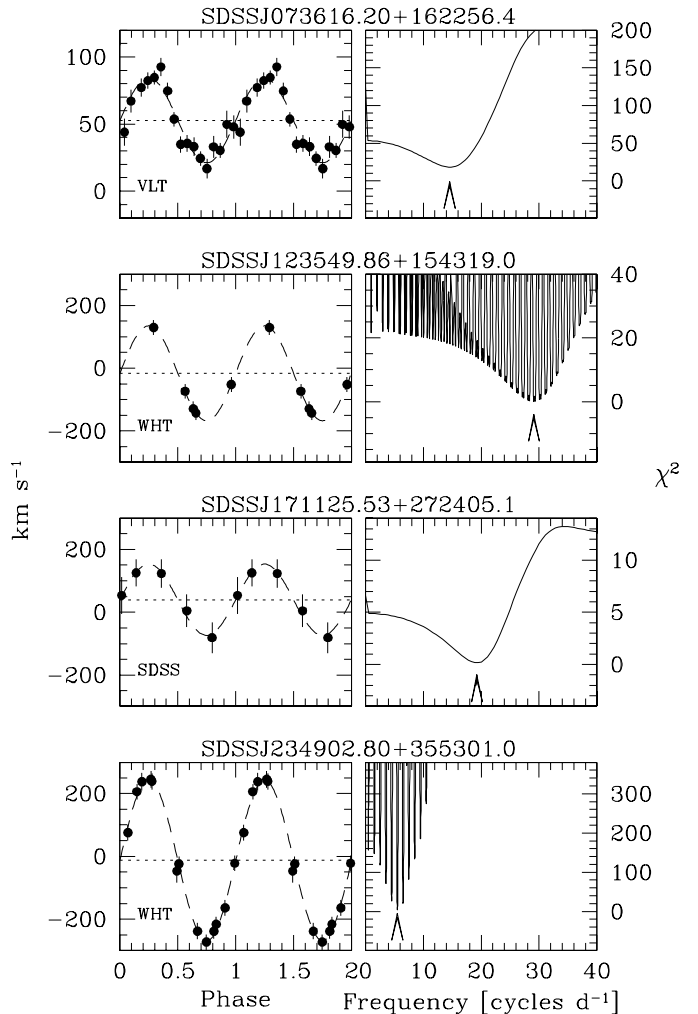 SDSSJ073616.20+162256.4
100
50
0
VLT
200
150
100
50
0
SDSSJ123549.86+154319.0
200
0
−200
WHT
40
20
0
SDSSJ171125.53+272405.1
200
0
−200
SDSS
10
5
0
SDSSJ234902.80+355301.0
200
0
−200
WHT
300
200
100
0
km s⁻¹
χ²
0 0.5 1 1.5 2 0 10 20 30 40
Phase
Frequency [cycles d⁻¹]